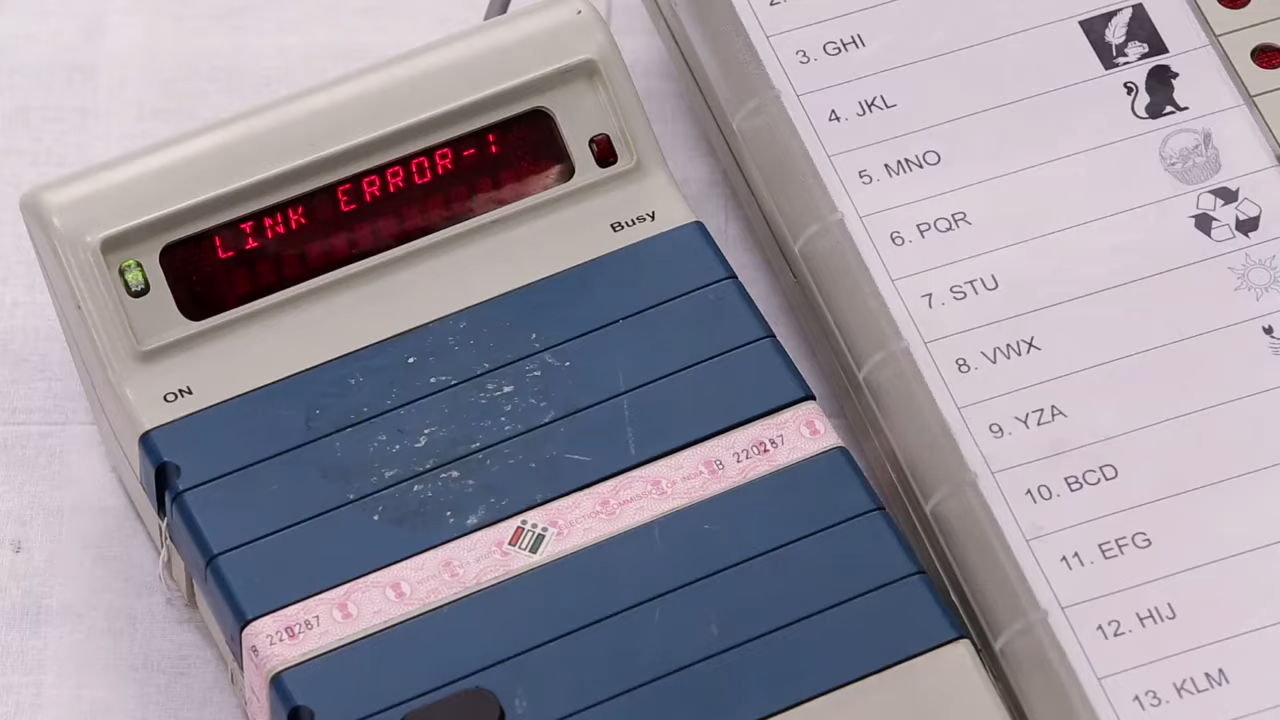 LINK ERROR-1
ON
Busy
B 220287
ELECTION COMMISSION OF INDIA
B 220287
3. GHI
4. JKL
5. MNO
6. PQR
7. STU
8. VWX
9. YZA
10. BCD
11. EFG
12. HIJ
13. KLM